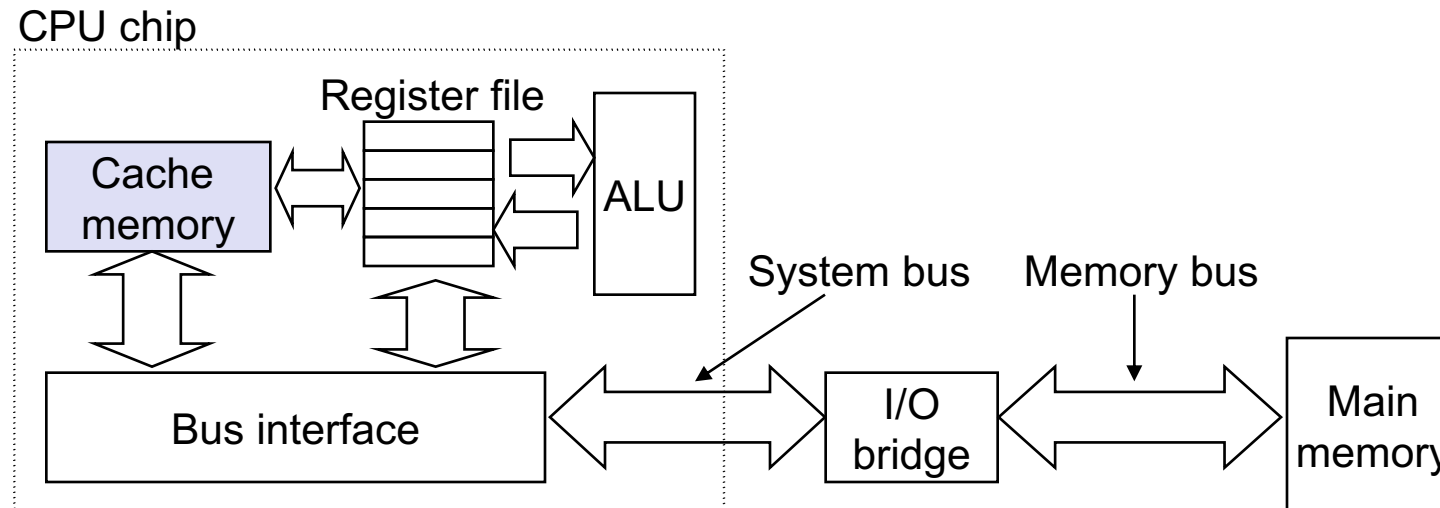 CPU chip
Register file
Cache
memory
ALU
System bus
Memory bus
Bus interface
I/O
bridge
Main
memory